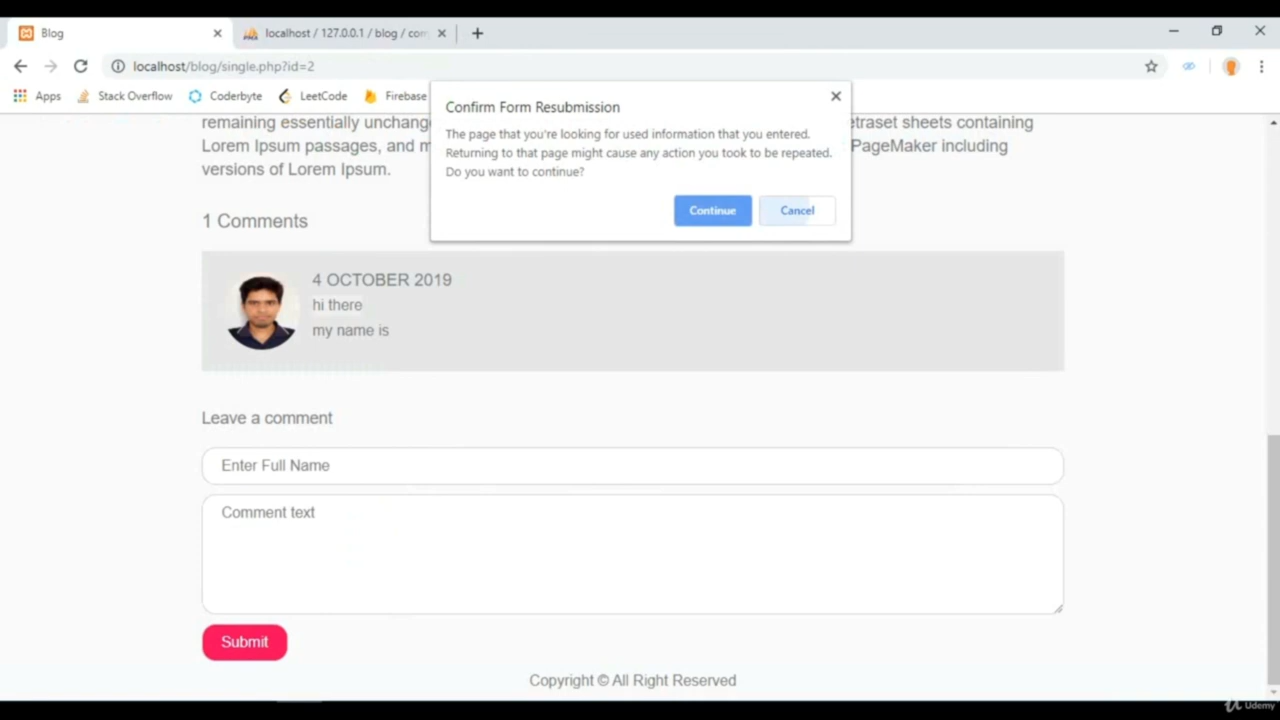 Blog
localhost / 127.0.0.1 / blog / com
localhost/blog/single.php?id=2
Apps
Stack Overflow
Coderbyte
LeetCode
Firebase
Confirm Form Resubmission
The page that you're looking for used information that you entered.
Returning to that page might cause any action you took to be repeated.
Do you want to continue?
Continue
Cancel
remaining essentially unchang
etraset sheets containing
Lorem Ipsum passages, and m
PageMaker including
versions of Lorem Ipsum.
1 Comments
4 OCTOBER 2019
hi there
my name is
Leave a comment
Enter Full Name
Comment text
Submit
Copyright © All Right Reserved
Udemy